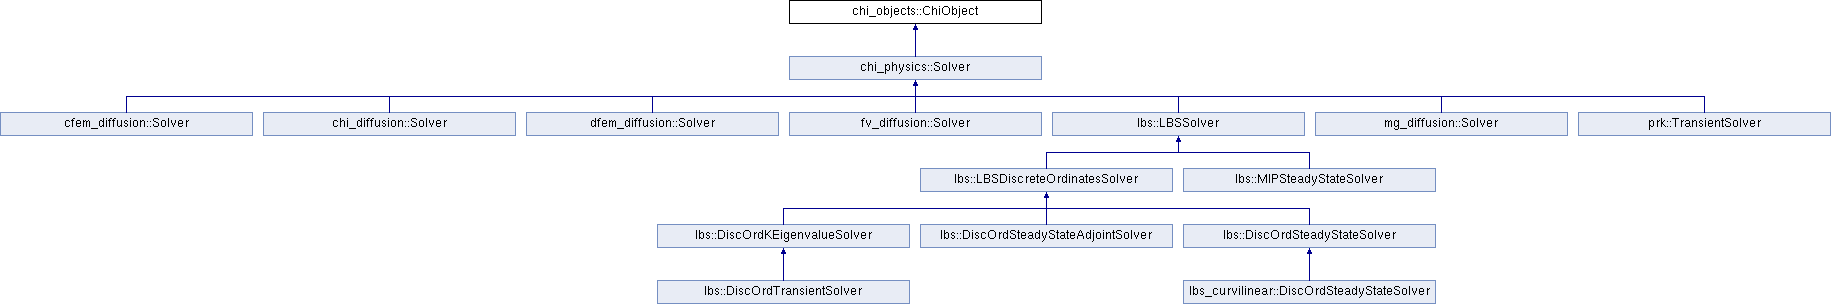 chi_objects::ChiObject
chi_physics::Solver
cfem_diffusion::Solver
chi_diffusion::Solver
dfem_diffusion::Solver
fv_diffusion::Solver
lbs::LBSSolver
mg_diffusion::Solver
prk::TransientSolver
lbs::LBSDiscreteOrdinatesSolver
lbs::MIPSteadyStateSolver
lbs::DiscOrdKEigenvalueSolver
lbs::DiscOrdSteadyStateAdjointSolver
lbs::DiscOrdSteadyStateSolver
lbs::DiscOrdTransientSolver
lbs_curvilinear::DiscOrdSteadyStateSolver